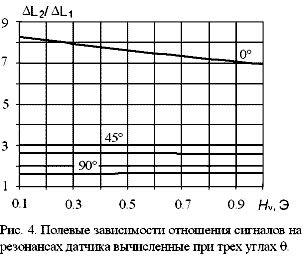 ΔL₂/ ΔL₁
9
7
5
3
1
0°
45°
90°
0.1 0.3 0.5 0.7 0.9 Hᵥ, Э
Рис. 4. Полевые зависимости отношения сигналов на
резонансах датчика вычисленные при трех углах θ.